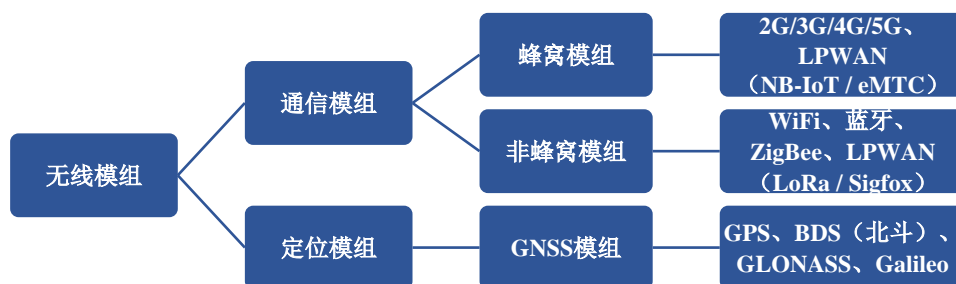 无线模组
通信模组
定位模组
蜂窝模组
非蜂窝模组
GNSS模组
2G/3G/4G/5G、
LPWAN
（NB-IoT / eMTC）
WiFi、蓝牙、
ZigBee、LPWAN
（LoRa / Sigfox）
GPS、BDS（北斗）、
GLONASS、Galileo